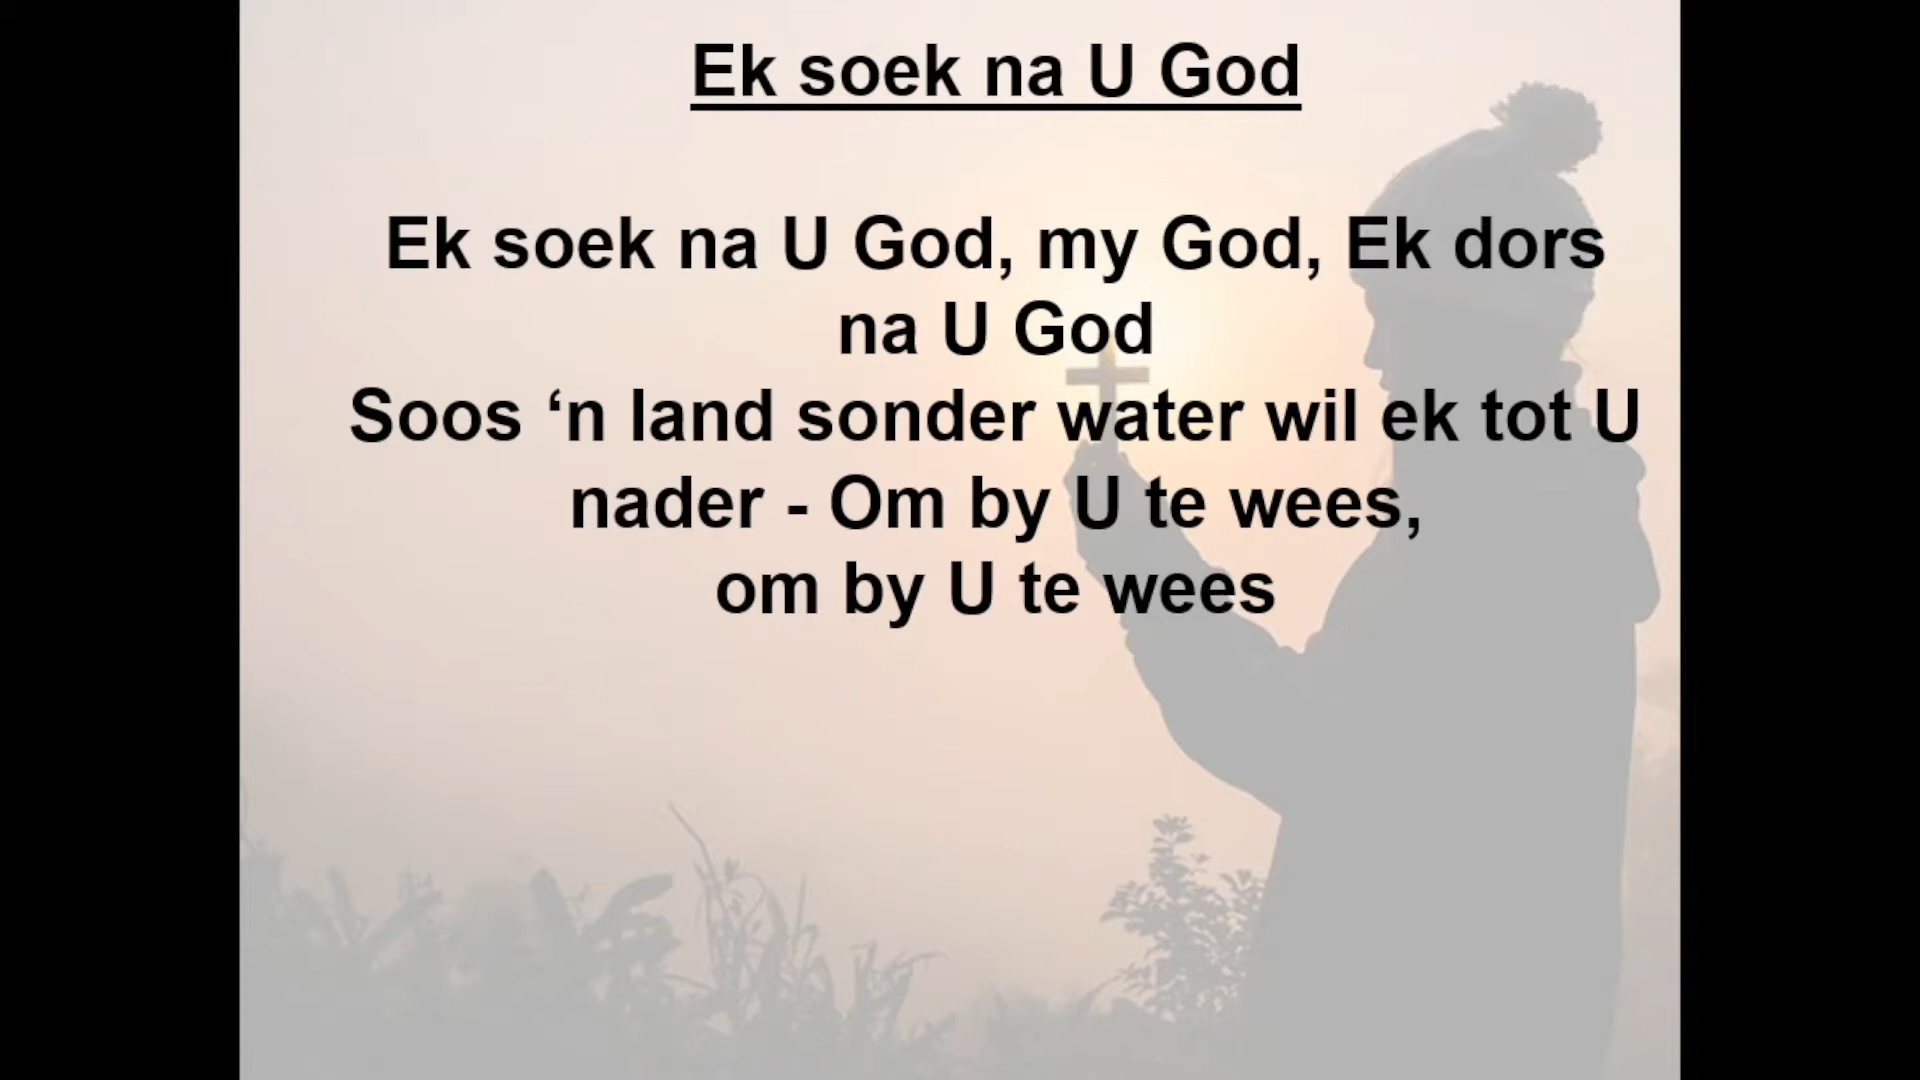 Ek soek na U God
Ek soek na U God, my God, Ek dors
na U God
Soos ‘n land sonder water wil ek tot U
nader - Om by U te wees,
om by U te wees